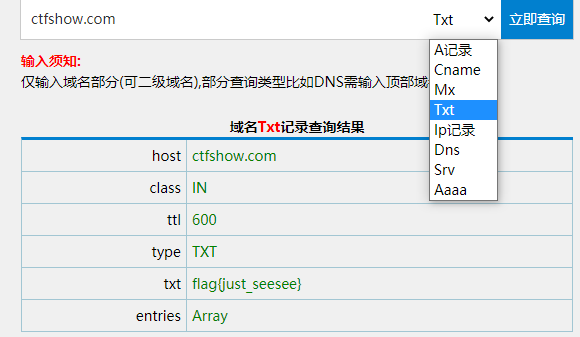 ctfshow.com Txt 立即查询
输入须知:
仅输入域名部分(可二级域名),部分查询类型比如DNS需输入顶部域
A记录
Cname
Mx
Txt
Ip记录
Dns
Srv
Aaaa
域名Txt记录查询结果
host ctfshow.com
class IN
ttl 600
type TXT
txt flag{just_seesee}
entries Array